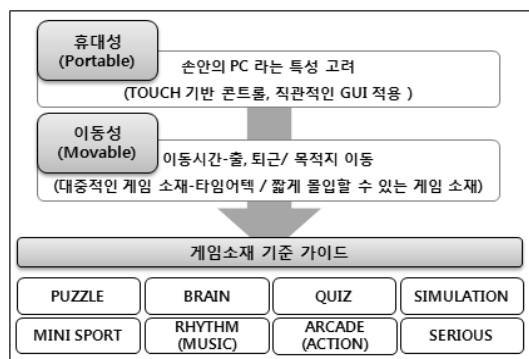 휴대성
(Portable)
손안의 PC 라는 특성 고려
(TOUCH 기반 콘트롤, 직관적인 GUI 적용 )
이동성
(Movable)
이동시간-출, 퇴근/ 목적지 이동
(대중적인 게임 소재-타임어텍 / 짧게 몰입할 수 있는 게임 소재)
게임소재 기준 가이드
PUZZLE
BRAIN
QUIZ
SIMULATION
MINI SPORT
RHYTHM
(MUSIC)
ARCADE
(ACTION)
SERIOUS